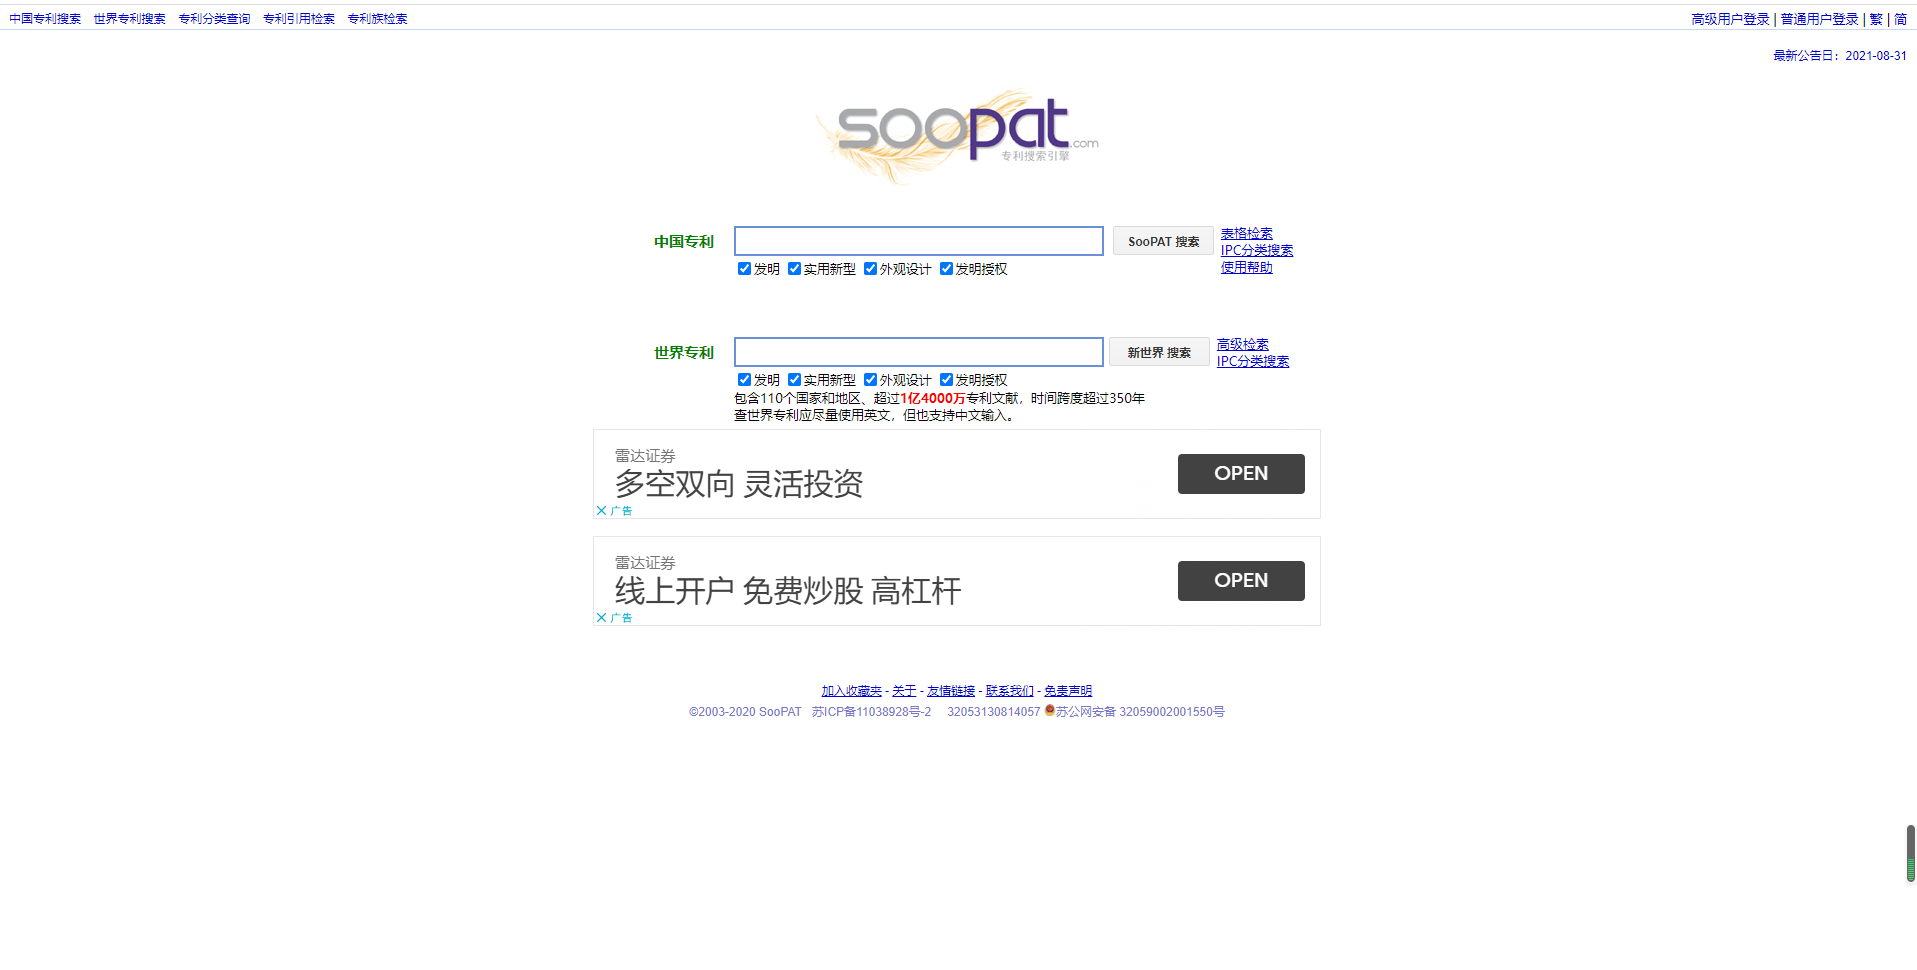 中国专利搜索 世界专利搜索 专利分类查询 专利引用检索 专利族检索
高级用户登录 | 普通用户登录 | 繁 | 简
最新公告日：2021-08-31
soopat.com
专利搜索引擎
中国专利 SooPAT 搜索 表格检索
IPC分类搜索
使用帮助
发明 实用新型 外观设计 发明授权
世界专利 新世界 搜索 高级检索
IPC分类搜索
发明 实用新型 外观设计 发明授权
包含110个国家和地区、超过1亿4000万专利文献，时间跨度超过350年
查世界专利应尽量使用英文，但也支持中文输入。
雷达证券
多空双向 灵活投资
OPEN
广告
雷达证券
线上开户 免费炒股 高杠杆
OPEN
广告
加入收藏夹 - 关于 - 友情链接 - 联系我们 - 免责声明
©2003-2020 SooPAT 苏ICP备11038928号-2 32053130814057 苏公网安备 32059002001550号